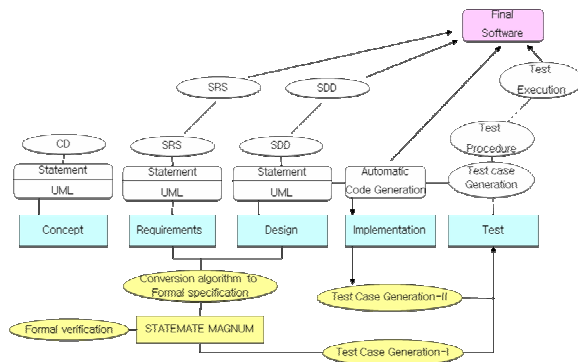 Final
Software
Test
Execution
SRS
SDD
Test
Procedure
CD
SRS
SDD
Statement
UML
Statement
UML
Statement
UML
Automatic
Code Generation
Test case
Generation
Concept
Requirements
Design
Implementation
Test
Conversion algorithm to
Formal specification
Test Case Generation-II
Formal verification
STATEMATE MAGNUM
Test Case Generation-I